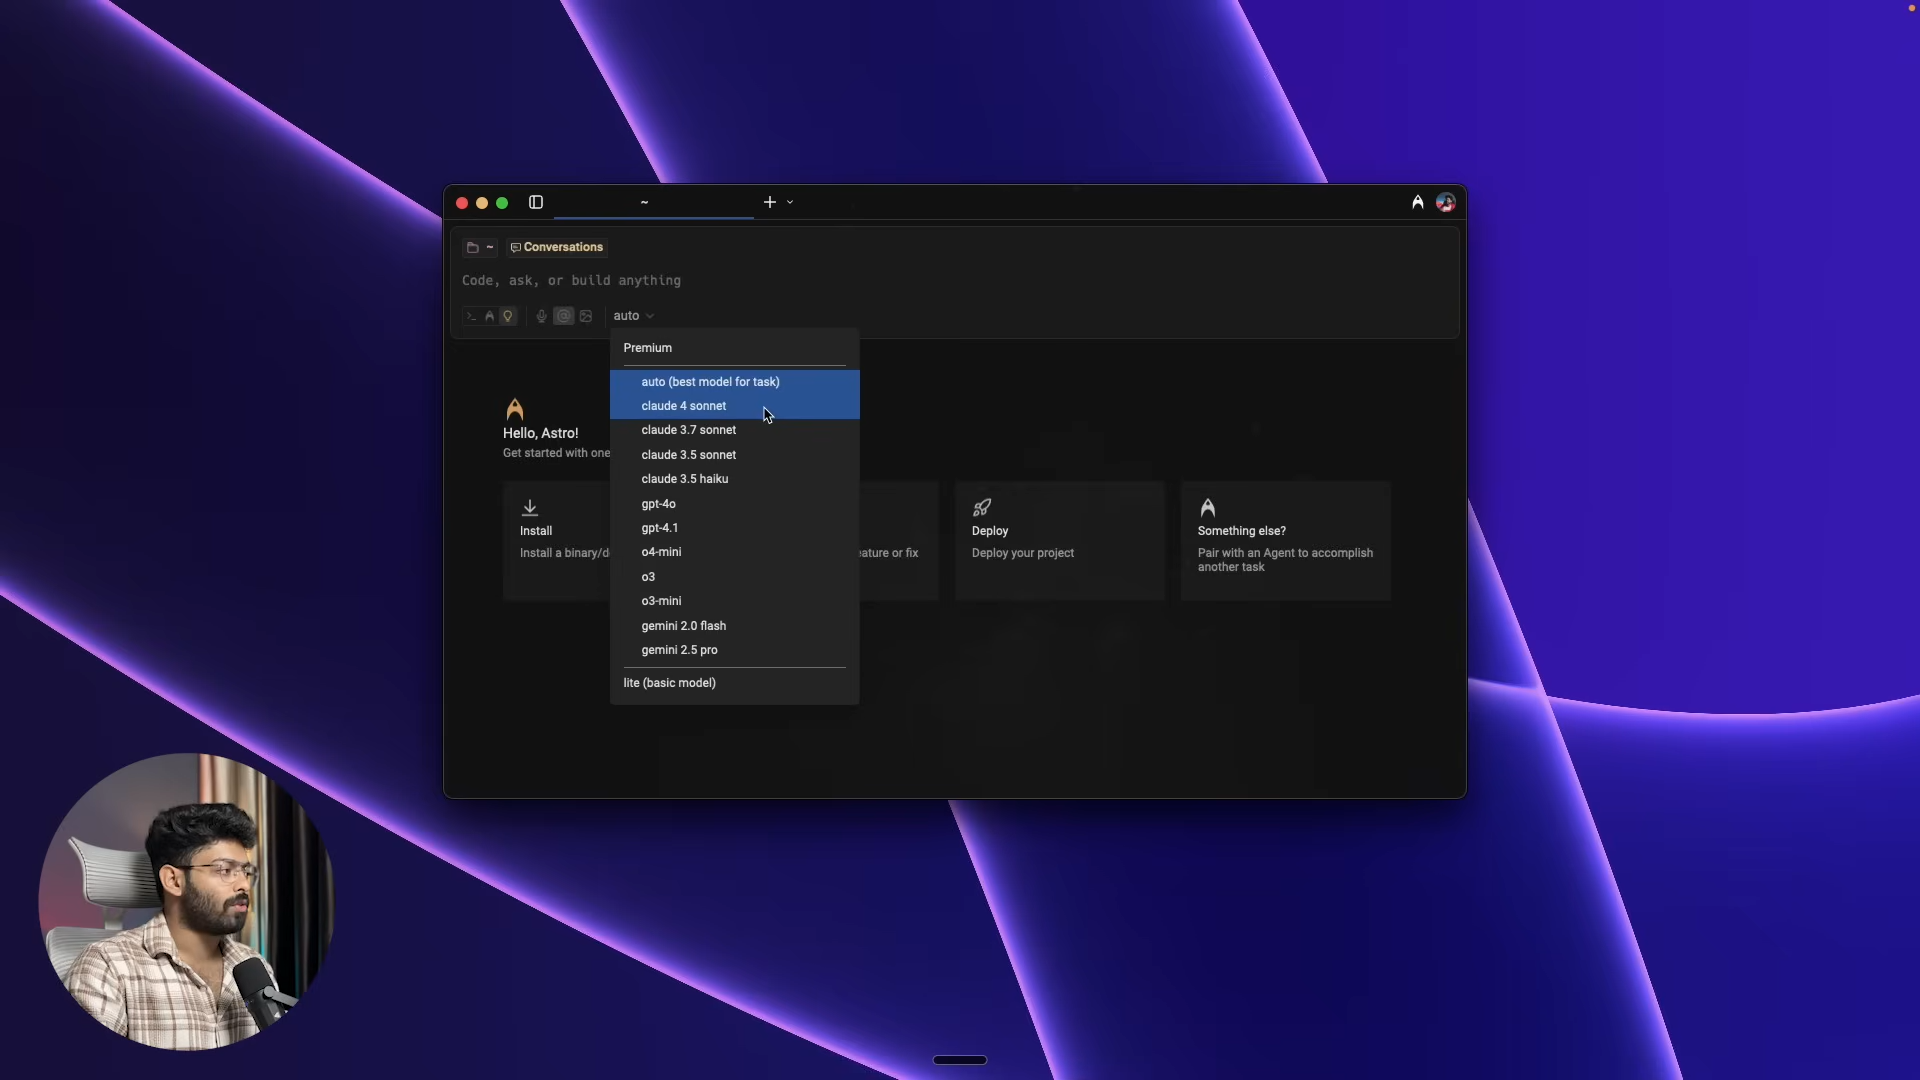 ~
~ Conversations
Code, ask, or build anything
auto
Premium
auto (best model for task)
claude 4 sonnet
claude 3.7 sonnet
claude 3.5 sonnet
claude 3.5 haiku
gpt-4o
gpt-4.1
o4-mini
o3
o3-mini
gemini 2.0 flash
gemini 2.5 pro
lite (basic model)
Hello, Astro!
Get started with one
Install
Install a binary/d
eature or fix
Deploy
Deploy your project
Something else?
Pair with an Agent to accomplish
another task